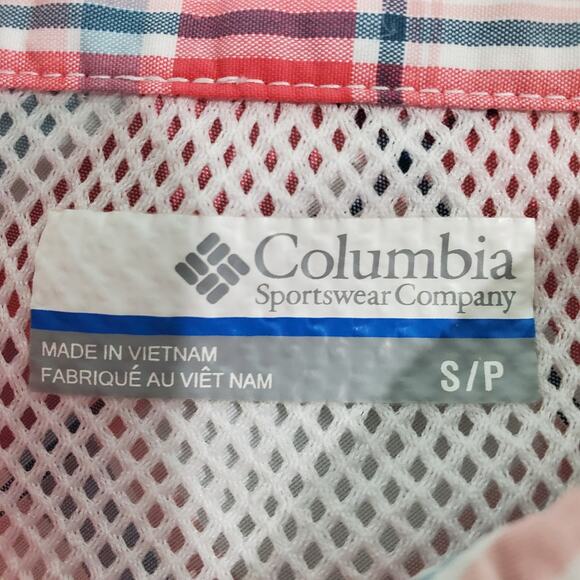 Columbia
Sportswear Company
MADE IN VIETNAM
FABRIQUÉ AU VIÊT NAM
S/P